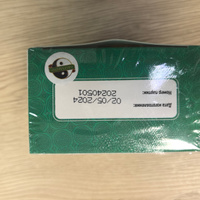 Дата изготовления: 02/05/2024
Номер партии: 20240501